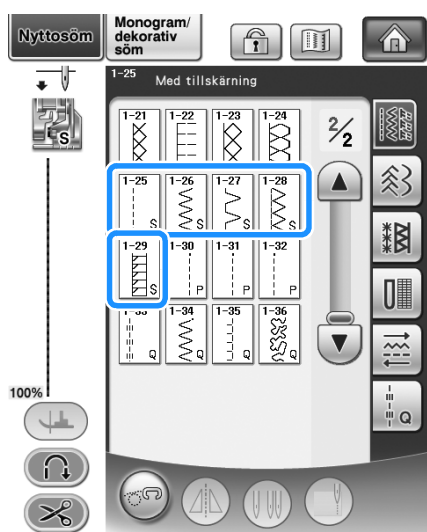 Nyttosöm
Monogram/
dekorativ
söm
1-25 Med tillskärning
S
1-21 1-22 1-23 1-24
2/2
1-25 1-26 1-27 1-28
S S S S
1-29 1-30 1-31 1-32
S P P P
1-33 1-34 1-35 1-36
Q Q Q Q
100%
Q